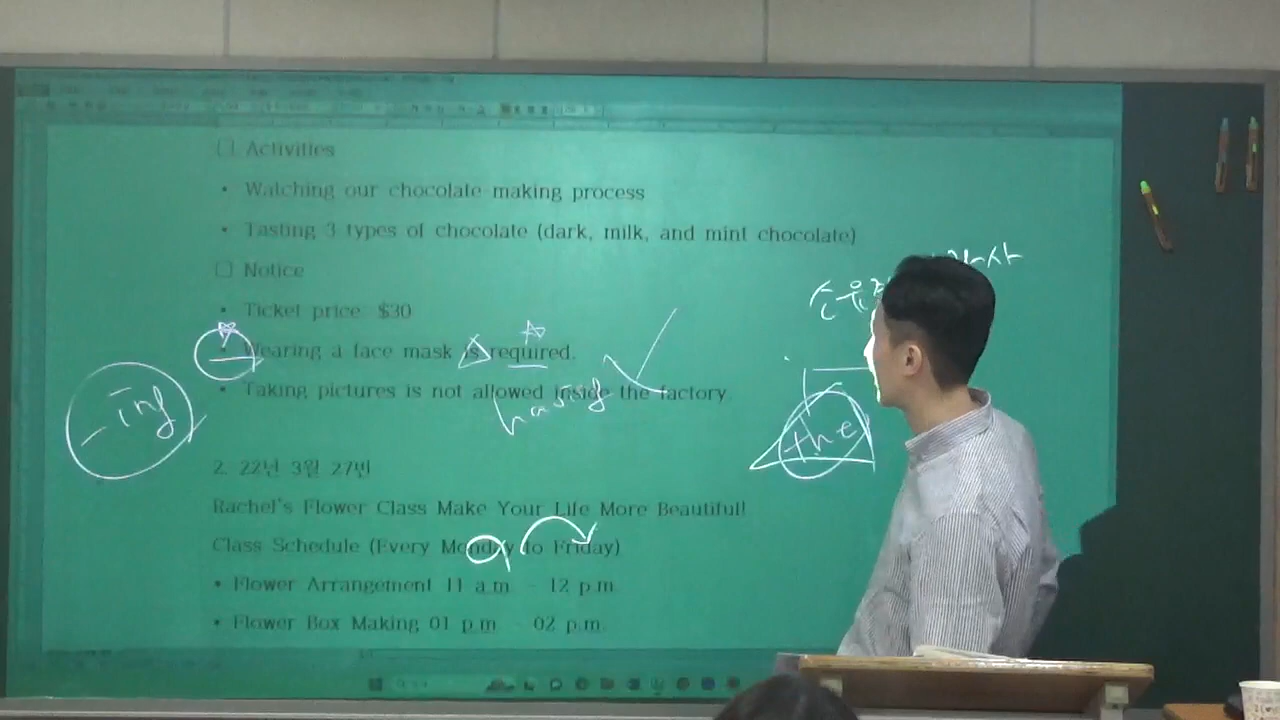 □ Activities
• Watching our chocolate-making process
• Tasting 3 types of chocolate (dark, milk, and mint chocolate)
□ Notice
• Ticket price: $30
Wearing a face mask is required.
• Taking pictures is not allowed inside the factory.
-ing
having
the
2. 22년 3월 27번
Rachel's Flower Class Make Your Life More Beautiful!
Class Schedule (Every Monday to Friday)
a
• Flower Arrangement 11 a.m. - 12 p.m.
• Flower Box Making 01 p.m. - 02 p.m.